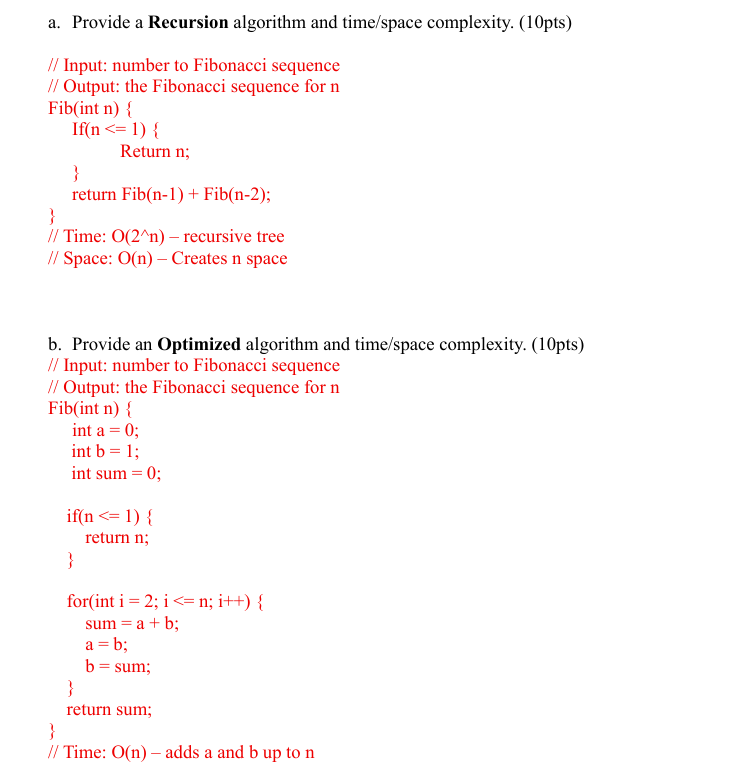 a. Provide a Recursion algorithm and time/space complexity. (10pts)
// Input: number to Fibonacci sequence
// Output: the Fibonacci sequence for n
Fib(int n) {
If(n <= 1) {
Return n;
}
return Fib(n-1) + Fib(n-2);
}
// Time: O(2^n) – recursive tree
// Space: O(n) – Creates n space
b. Provide an Optimized algorithm and time/space complexity. (10pts)
// Input: number to Fibonacci sequence
// Output: the Fibonacci sequence for n
Fib(int n) {
int a = 0;
int b = 1;
int sum = 0;
if(n <= 1) {
return n;
}
for(int i = 2; i <= n; i++) {
sum = a + b;
a = b;
b = sum;
}
return sum;
}
// Time: O(n) – adds a and b up to n